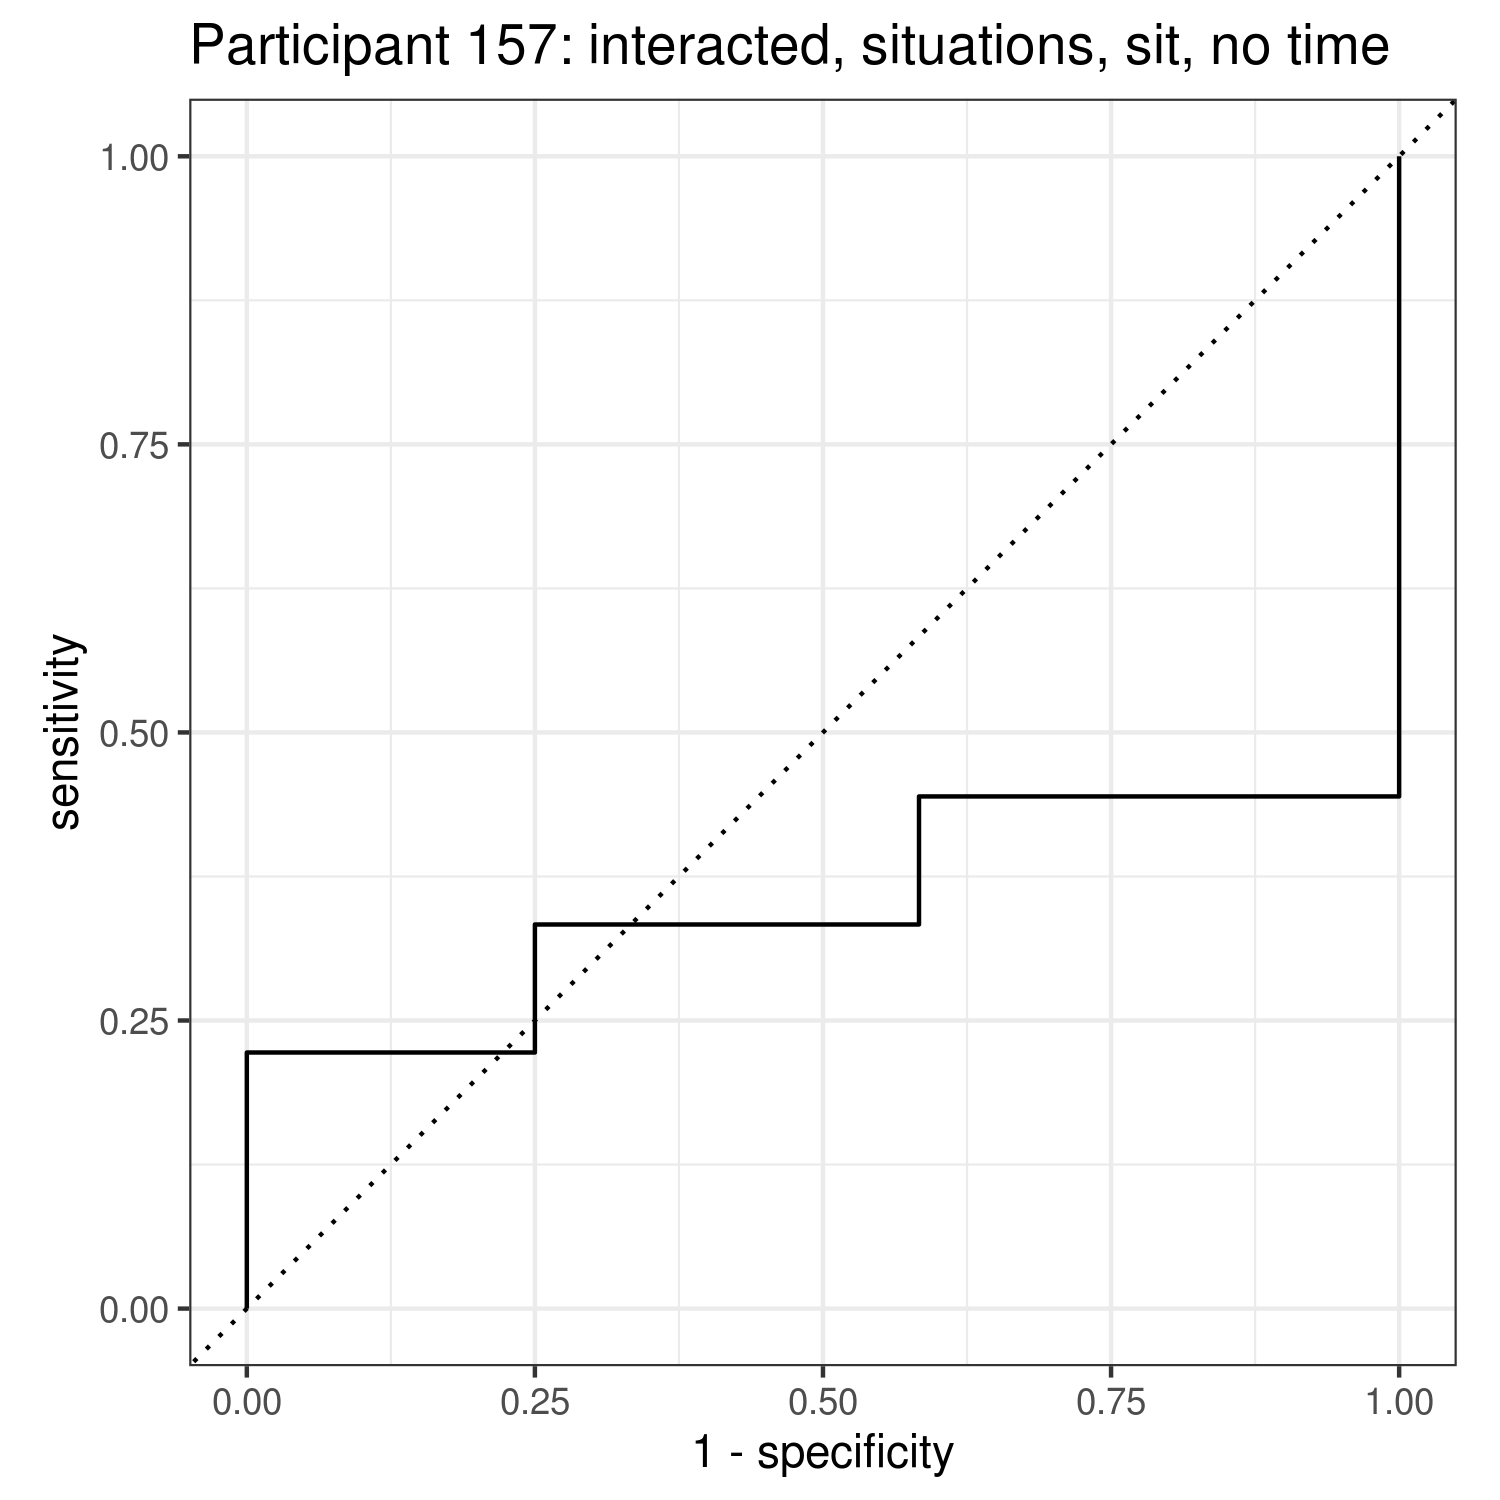 Participant 157: interacted, situations, sit, no time
1.00
0.75
0.50
0.25
0.00
sensitivity
0.00 0.25 0.50 0.75 1.00
1 - specificity